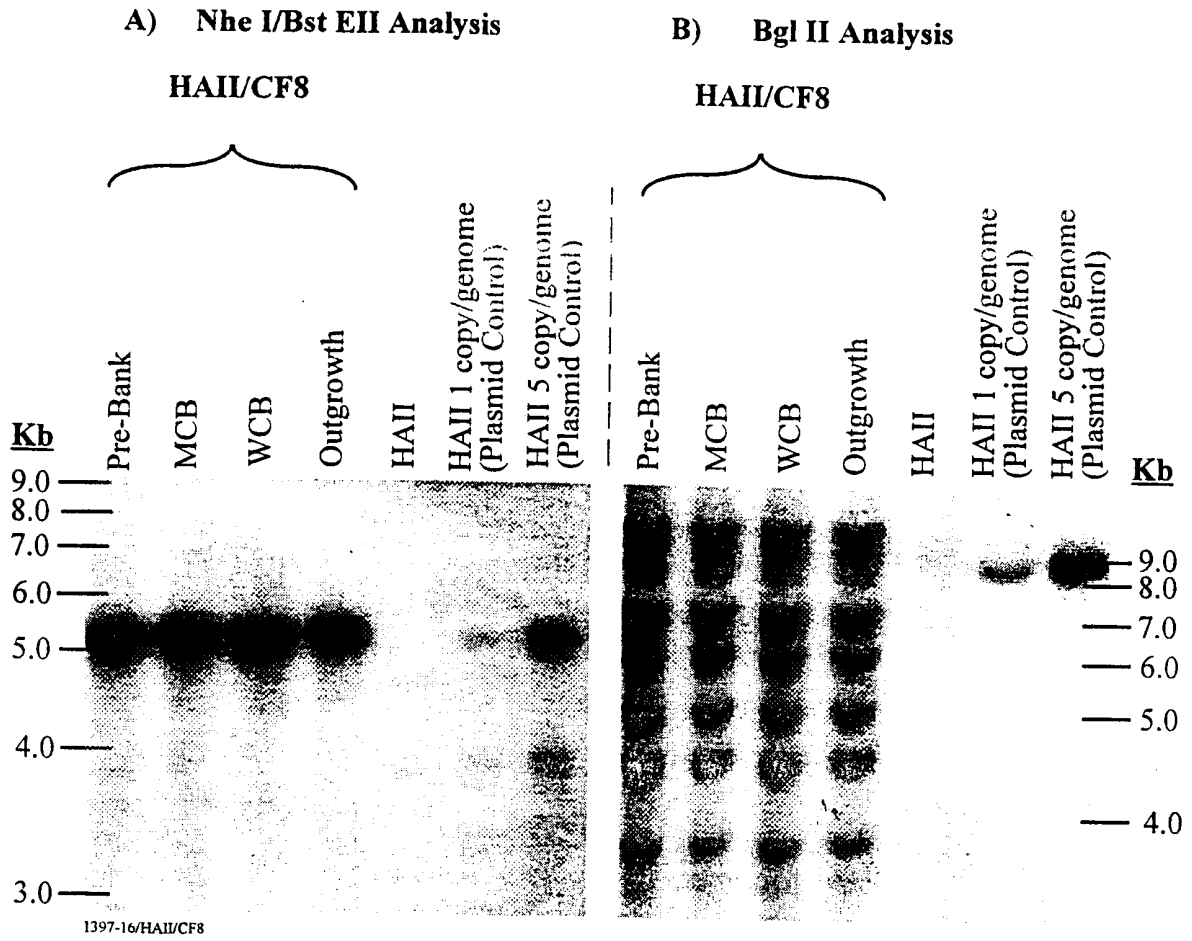 A) Nhe I/Bst EII Analysis
HAII/CF8
Kb
Pre-Bank
MCB
WCB
Outgrowth
HAII
HAII 1 copy/genome
(Plasmid Control)
HAII 5 copy/genome
(Plasmid Control)
9.0
8.0
7.0
6.0
5.0
4.0
3.0
1397-16/HAII/CF8
B) Bgl II Analysis
HAII/CF8
Pre-Bank
MCB
WCB
Outgrowth
HAII
HAII 1 copy/genome
(Plasmid Control)
HAII 5 copy/genome
(Plasmid Control)
Kb
9.0
8.0
7.0
6.0
5.0
4.0